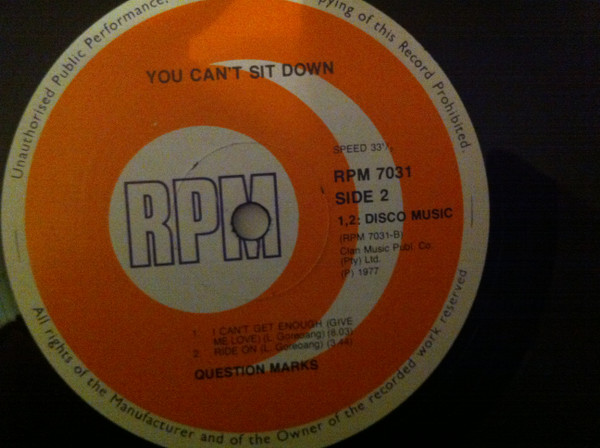 Unauthorised Public Performance,
pying of this Record Prohibited.
YOU CAN'T SIT DOWN
SPEED 33⅓
RPM 7031
SIDE 2
1,2: DISCO MUSIC
(RPM 7031-B)
Clan Music Publ. Co.
(Pty) Ltd.
(P) 1977
RPM
1. I CAN'T GET ENOUGH (GIVE
ME LOVE) (L. Goreoang) (8.03)
2. RIDE ON (L. Goreoang) (3.44)
QUESTION MARKS
All rights of the Manufacturer and of the Owner of the recorded work reserved